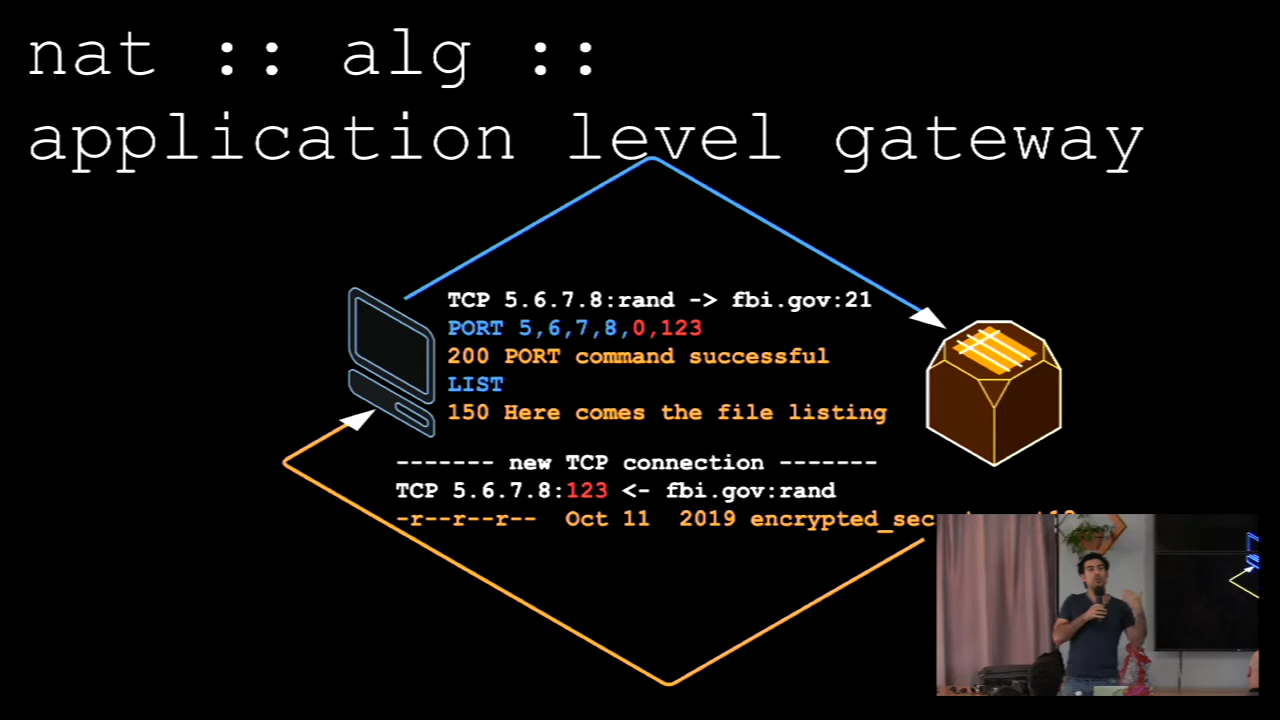 nat :: alg ::
application level gateway
TCP 5.6.7.8:rand -> fbi.gov:21
PORT 5,6,7,8,0,123
200 PORT command successful
LIST
150 Here comes the file listing
------- new TCP connection -------
TCP 5.6.7.8:123 <- fbi.gov:rand
-r--r--r--  Oct 11  2019